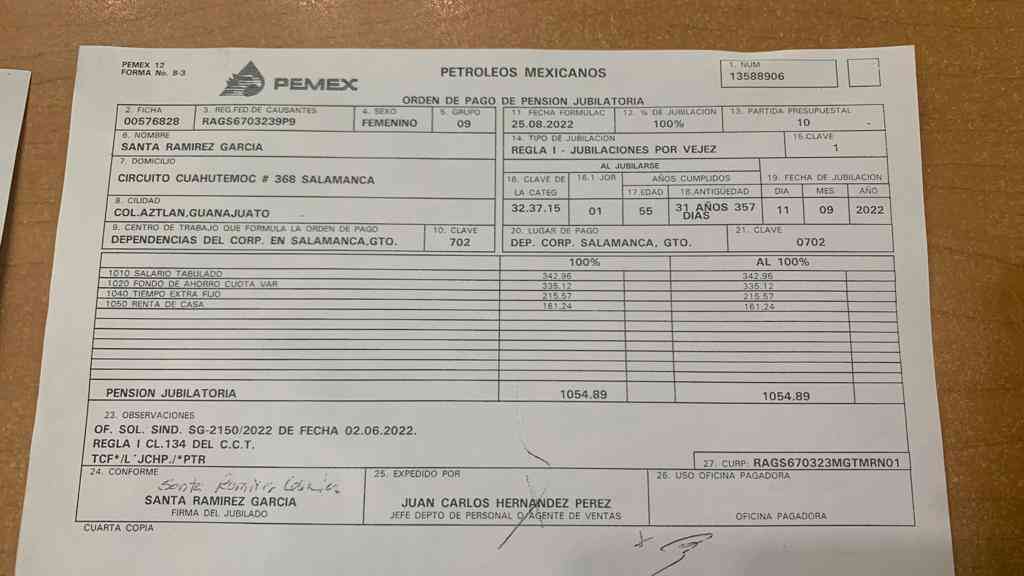 PEMEX 12
FORMA No. B-3
PEMEX
PETROLEOS MEXICANOS
1. NUM
13588906
ORDEN DE PAGO DE PENSION JUBILATORIA
2. FICHA
00576828
3. REG.FED.DE CAUSANTES
RAGS6703239P9
4. SEXO
FEMENINO
5. GRUPO
09
11. FECHA FORMULAC
25.08.2022
12. % DE JUBILACION
100%
13. PARTIDA PRESUPUESTAL
10 -
6. NOMBRE
SANTA RAMIREZ GARCIA
14. TIPO DE JUBILACION
REGLA I - JUBILACIONES POR VEJEZ
15.CLAVE
1
7. DOMICILIO
CIRCUITO CUAHUTEMOC # 368 SALAMANCA
AL JUBILARSE
16. CLAVE DE
LA CATEG
32.37.15
16.1 JOR
01
AÑOS CUMPLIDOS
17.EDAD
55
18.ANTIGÜEDAD
31 AÑOS 357
DIAS
19. FECHA DE JUBILACION
DIA MES AÑO
11 09 2022
8. CILIDAD
COL.AZTLAN,GUANAJUATO
9. CENTRO DE TRABAJO QUE FORMULA LA ORDEN DE PAGO
DEPENDENCIAS DEL CORP. EN SALAMANCA,GTO.
10. CLAVE
702
20. LUGAR DE PAGO
DEP. CORP. SALAMANCA, GTO.
21. CLAVE
0702
100% AL 100%
1010 SALARIO TABULADO 342.96 342.96
1020 FONDO DE AHORRO CUOTA VAR 335.12 335.12
1040 TIEMPO EXTRA FIJO 215.57 215.57
1050 RENTA DE CASA 161.24 161.24
PENSION JUBILATORIA 1054.89 1054.89
23. OBSERVACIONES
OF. SOL. SIND. SG-2150/2022 DE FECHA 02.06.2022.
REGLA I CL.134 DEL C.C.T.
TCF*/L´JCHP./*PTR
27. CURP: RAGS670323MGTMRN01
24. CONFORME
Santa Ramirez García
SANTA RAMIREZ GARCIA
FIRMA DEL JUBILADO
25. EXPEDIDO POR
JUAN CARLOS HERNANDEZ PEREZ
JEFE DEPTO DE PERSONAL O AGENTE DE VENTAS
26. USO OFICINA PAGADORA
OFICINA PAGADORA
CUARTA COPIA